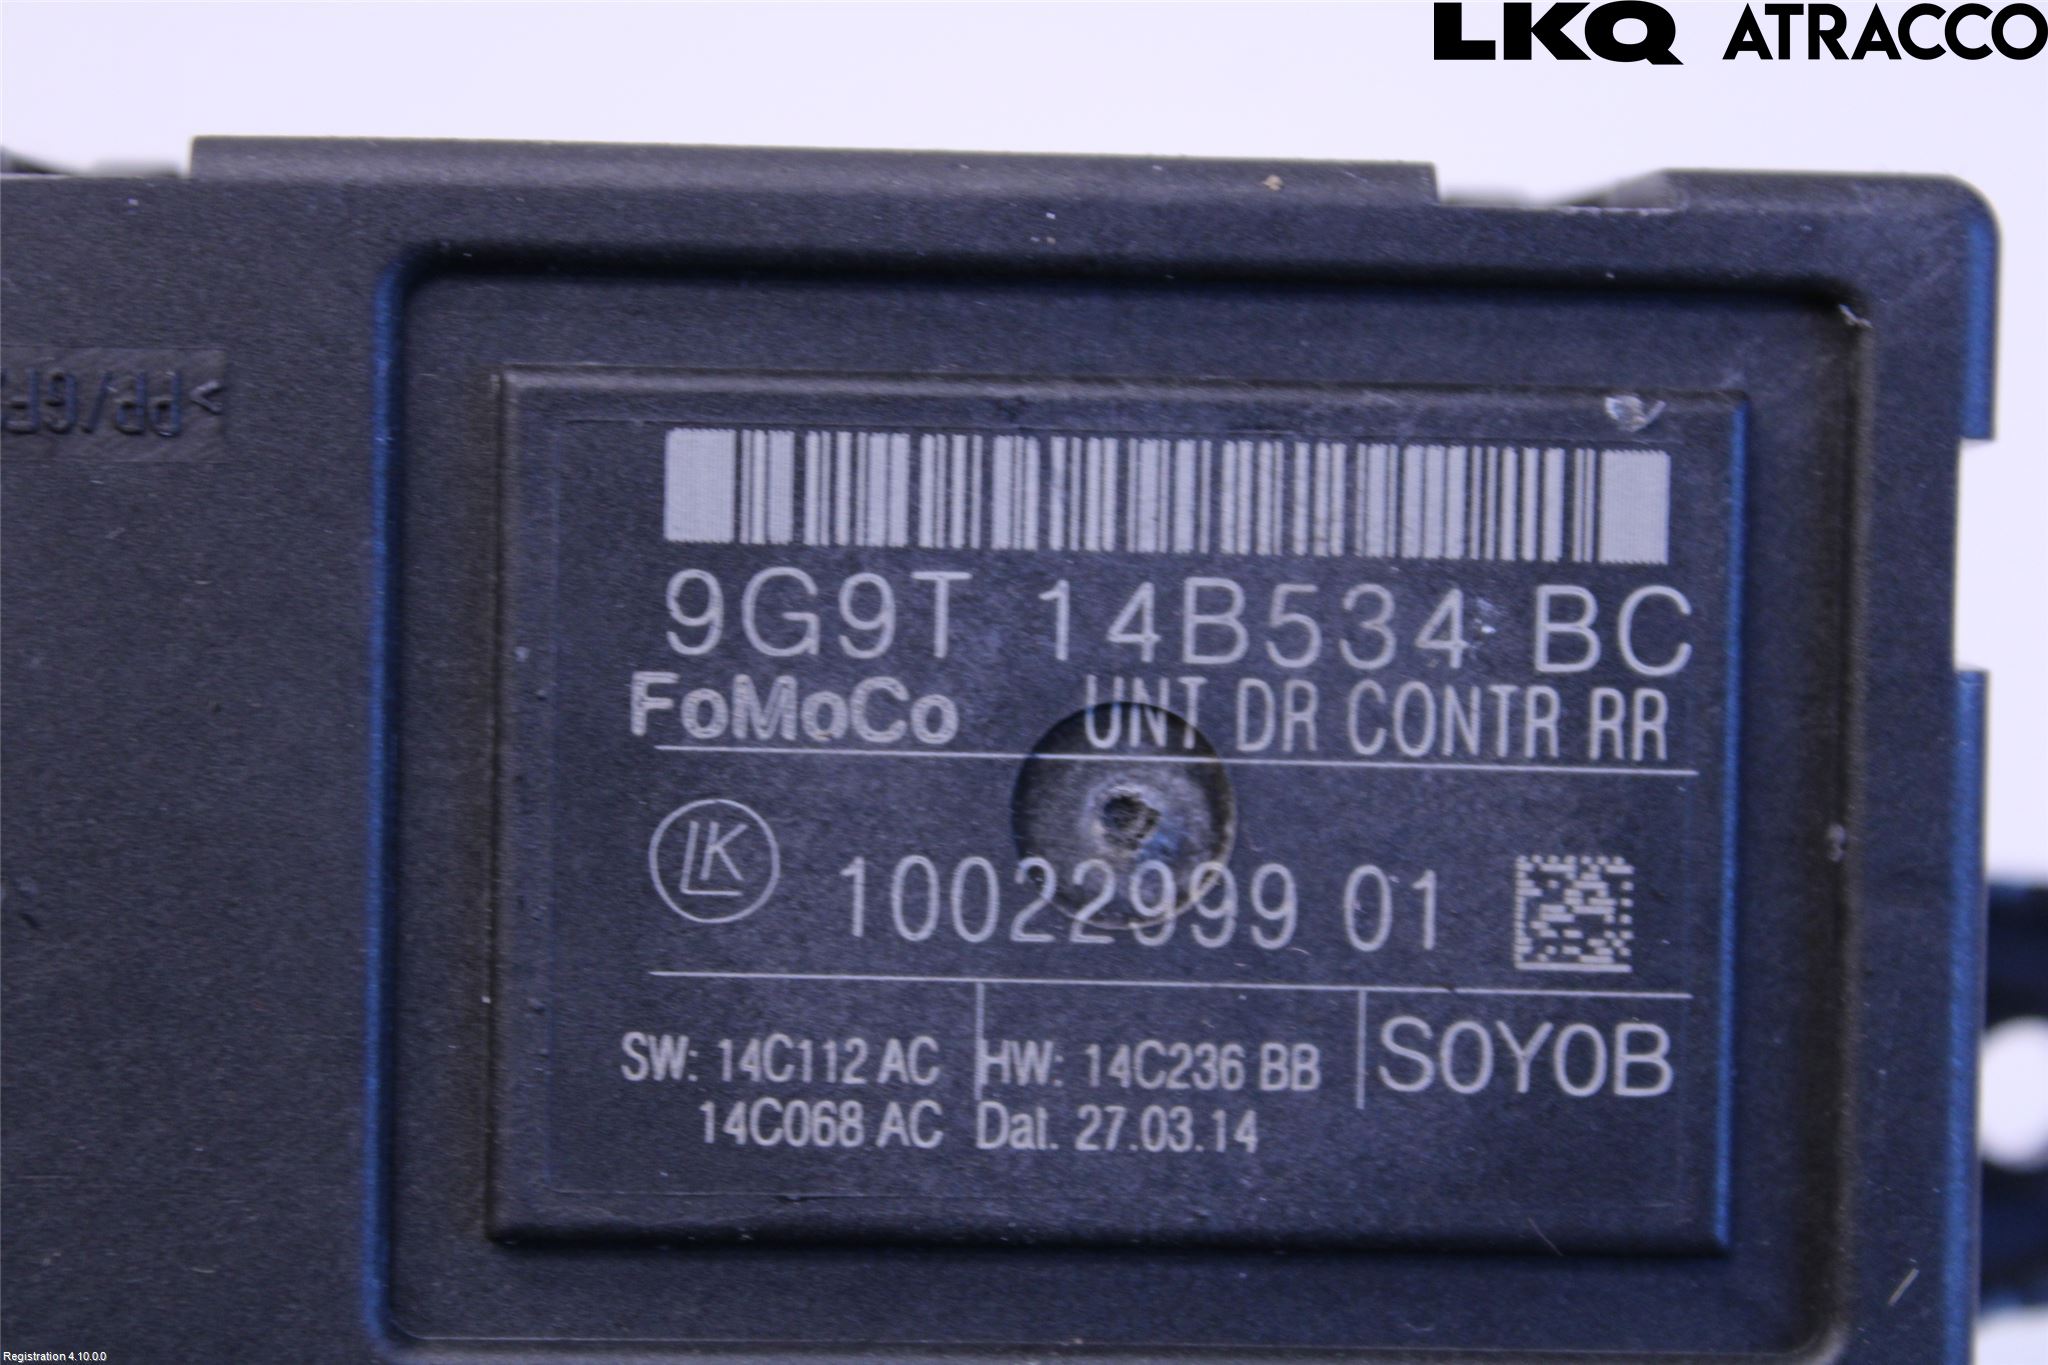 LKQ ATRACCO
9G9T 14B534 BC
FoMoCo UNT DR CONTR RR
LK 10022999 01
SW: 14C112 AC HW: 14C236 BB S0Y0B
14C068 AC Dat. 27.03.14
Registration 4.10.0.0